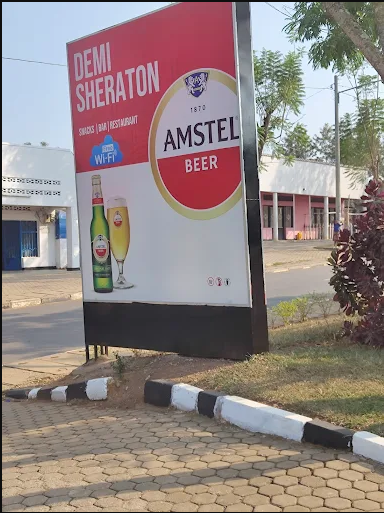 DEMI
SHERATON
SNACKS | BAR | RESTAURANT
Wi-Fi
1870
AMSTEL
BEER